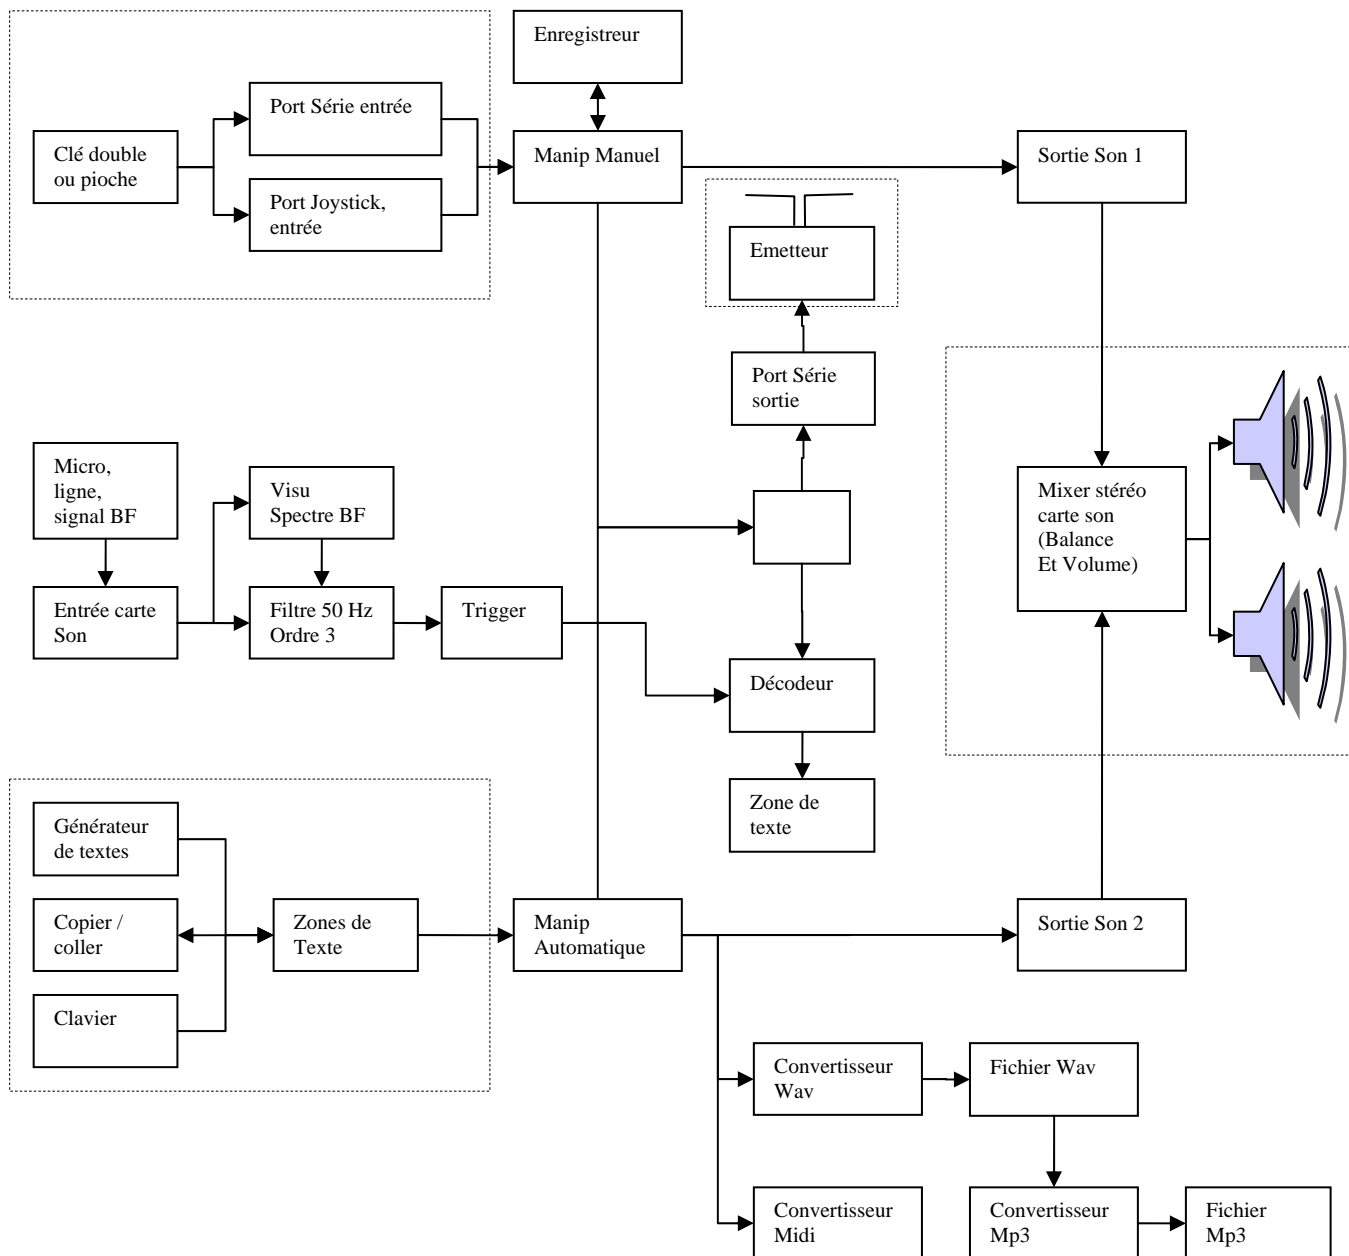 Enregistreur
Port Série entrée
Clé double
ou pioche
Manip Manuel
Sortie Son 1
Port Joystick,
entrée
Emetteur
Port Série
sortie
Micro,
ligne,
signal BF
Visu
Spectre BF
Mixer stéréo
carte son
(Balance
Et Volume)
Entrée carte
Son
Filtre 50 Hz
Ordre 3
Trigger
Décodeur
Zone de
texte
Générateur
de textes
Copier /
coller
Zones de
Texte
Manip
Automatique
Sortie Son 2
Clavier
Convertisseur
Wav
Fichier Wav
Convertisseur
Midi
Convertisseur
Mp3
Fichier
Mp3